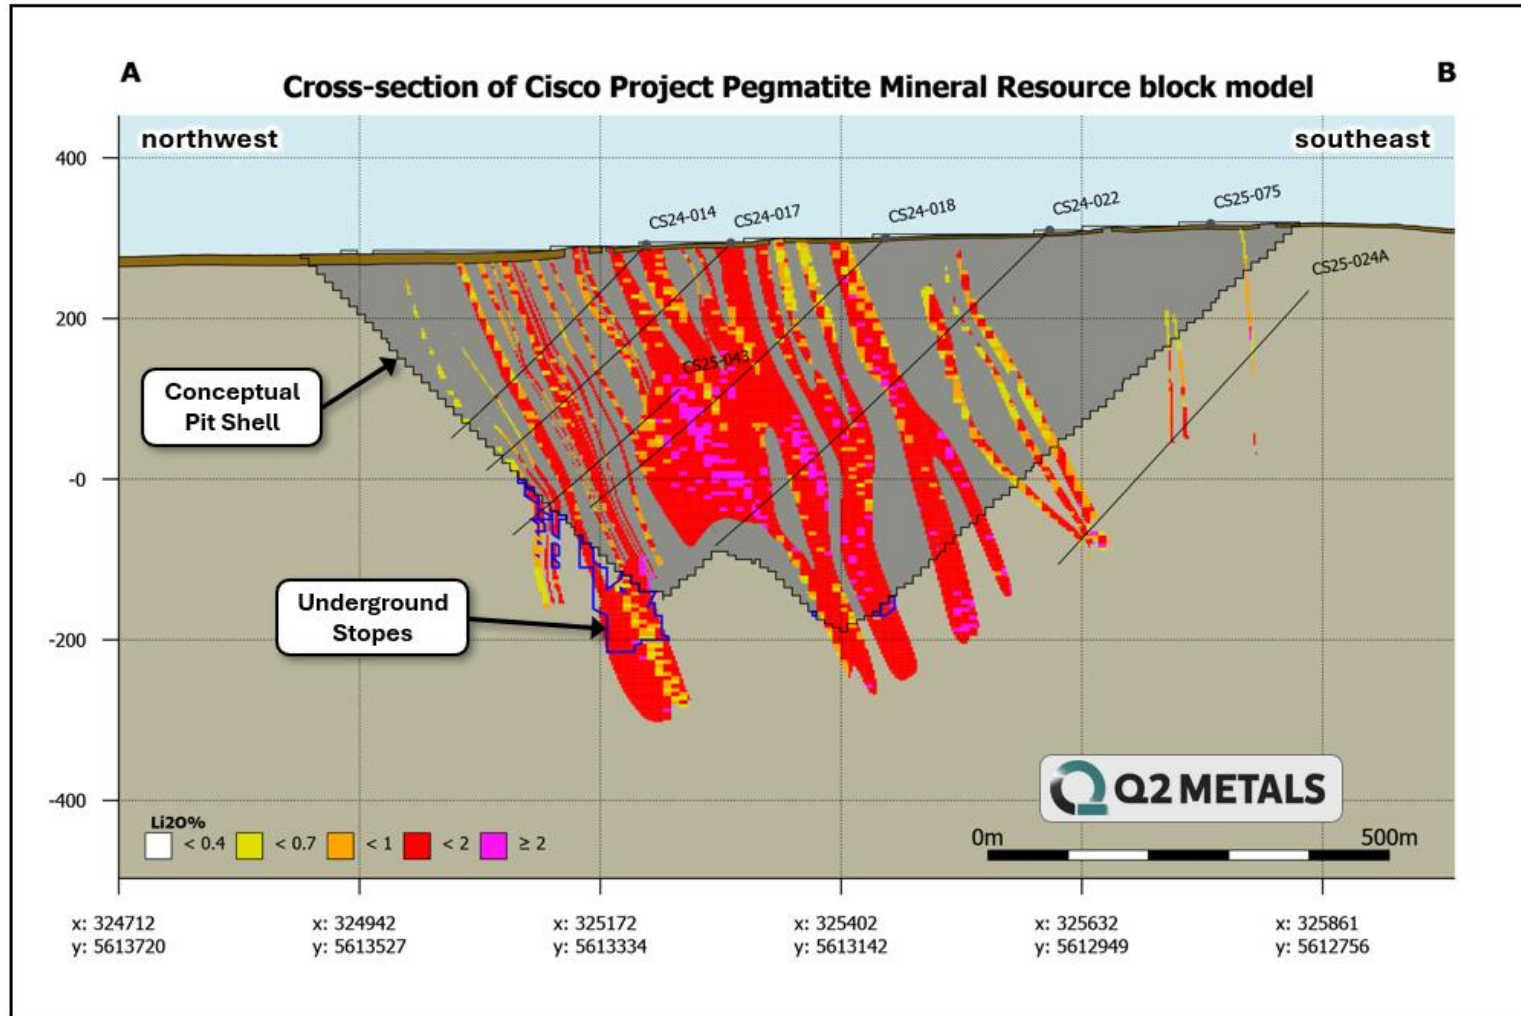 A
B
Cross-section of Cisco Project Pegmatite Mineral Resource block model
northwest
southeast
400
200
-0
-200
-400
CS24-014
CS24-017
CS24-018
CS24-022
CS25-075
CS25-024A
CS25-043
Conceptual
Pit Shell
Underground
Stopes
Q2 METALS
Li2O%
< 0.4
< 0.7
< 1
< 2
≥ 2
0m
500m
x: 324712
y: 5613720
x: 324942
y: 5613527
x: 325172
y: 5613334
x: 325402
y: 5613142
x: 325632
y: 5612949
x: 325861
y: 5612756